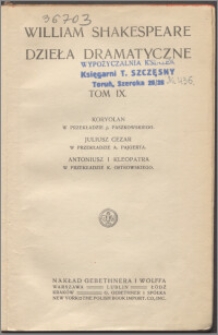 36703
WILLIAM SHAKESPEARE
DZIEŁA DRAMATYCZNE
WYPOŻYCZALNIA KSIĄŻEK
Księgarni T. SZCZĘSNY
Toruń, Szeroka
TOM IX.
KORYOLAN
W PRZEKŁADZIE J. PASZKOWSKIEGO.
JULIUSZ CEZAR
W PRZEKŁADZIE A. PAJGERTA.
ANTONIUSZ I KLEOPATRA
W PRZEKŁADZIE K. OSTROWSKIEGO.
NAKŁAD GEBETHNERA I WOLFFA
WARSZAWA LUBLIN ŁÓDŹ
KRAKÓW G. GEBETHNER I SPÓŁKA
NEW YORK: THE POLISH BOOK IMPORT. CO., INC.